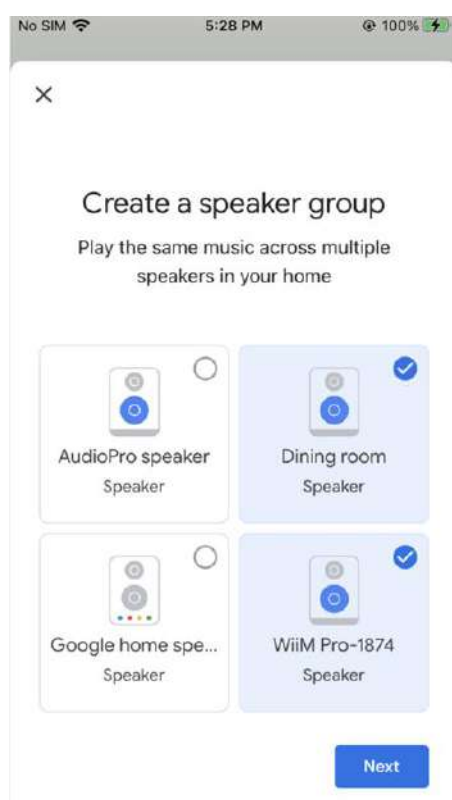 No SIM 5:28 PM 100%
Create a speaker group
Play the same music across multiple
speakers in your home
AudioPro speaker
Speaker
Dining room
Speaker
Google home spe...
Speaker
WiiM Pro-1874
Speaker
Next